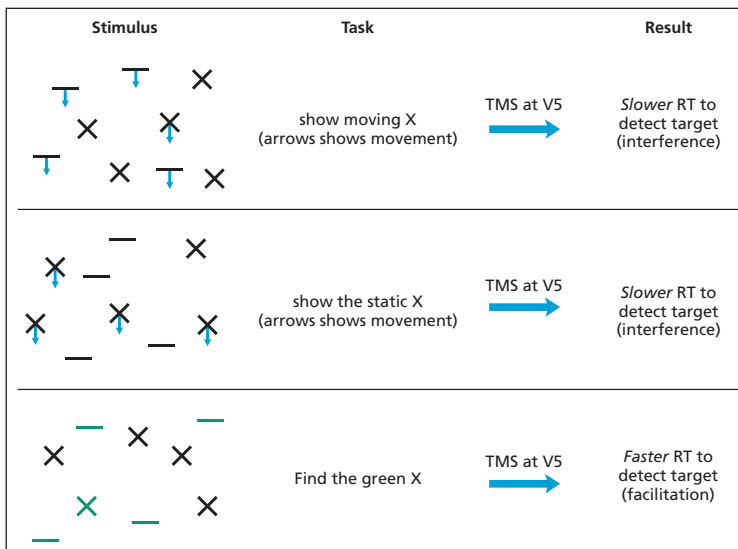 Stimulus Task Result
show moving X
(arrows shows movement)
TMS at V5
Slower RT to
detect target
(interference)
show the static X
(arrows shows movement)
TMS at V5
Slower RT to
detect target
(interference)
Find the green X
TMS at V5
Faster RT to
detect target
(facilitation)